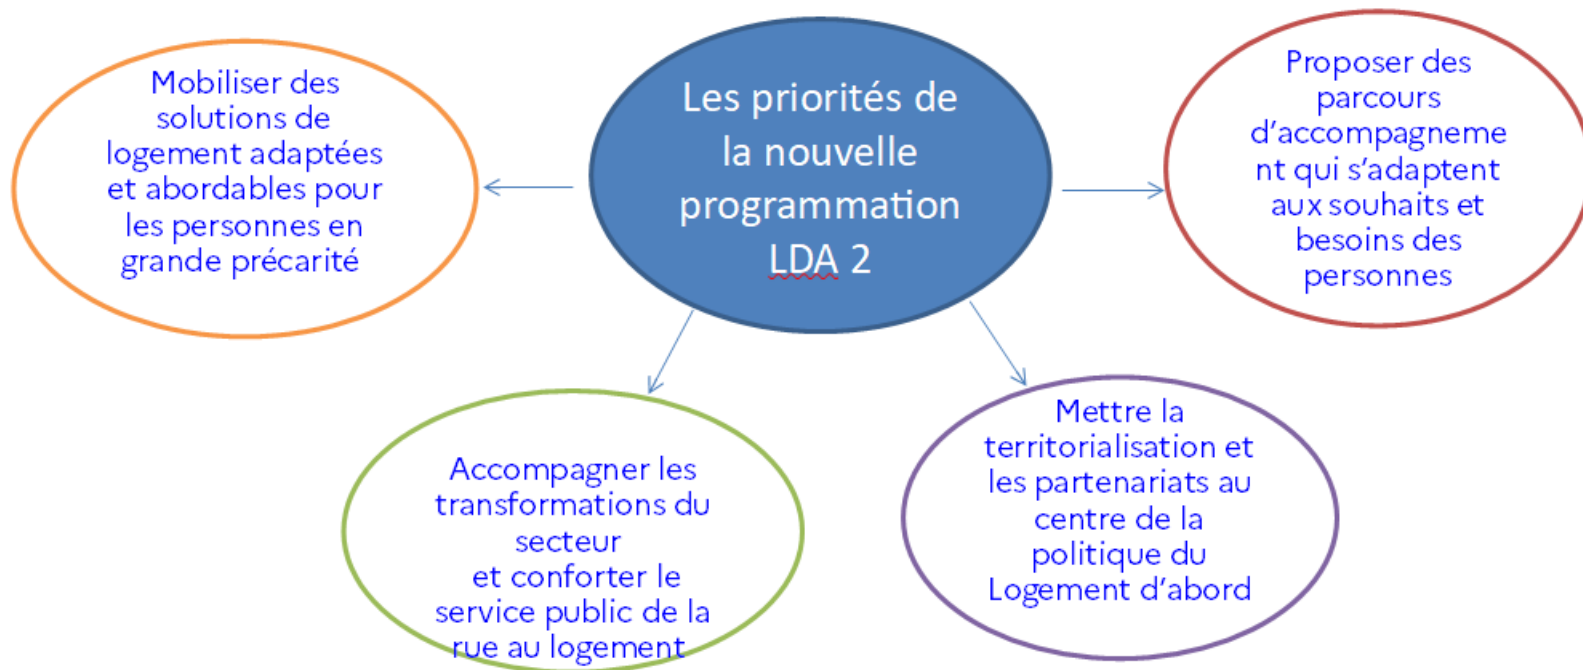 Mobiliser des
solutions de
logement adaptées
et abordables pour
les personnes en
grande précarité
Les priorités de
la nouvelle
programmation
LDA 2
Proposer des
parcours
d’accompagneme
nt qui s’adaptent
aux souhaits et
besoins des
personnes
Accompagner les
transformations du
secteur
et conforter le
service public de la
rue au logement
Mettre la
territorialisation et
les partenariats au
centre de la
politique du
Logement d’abord